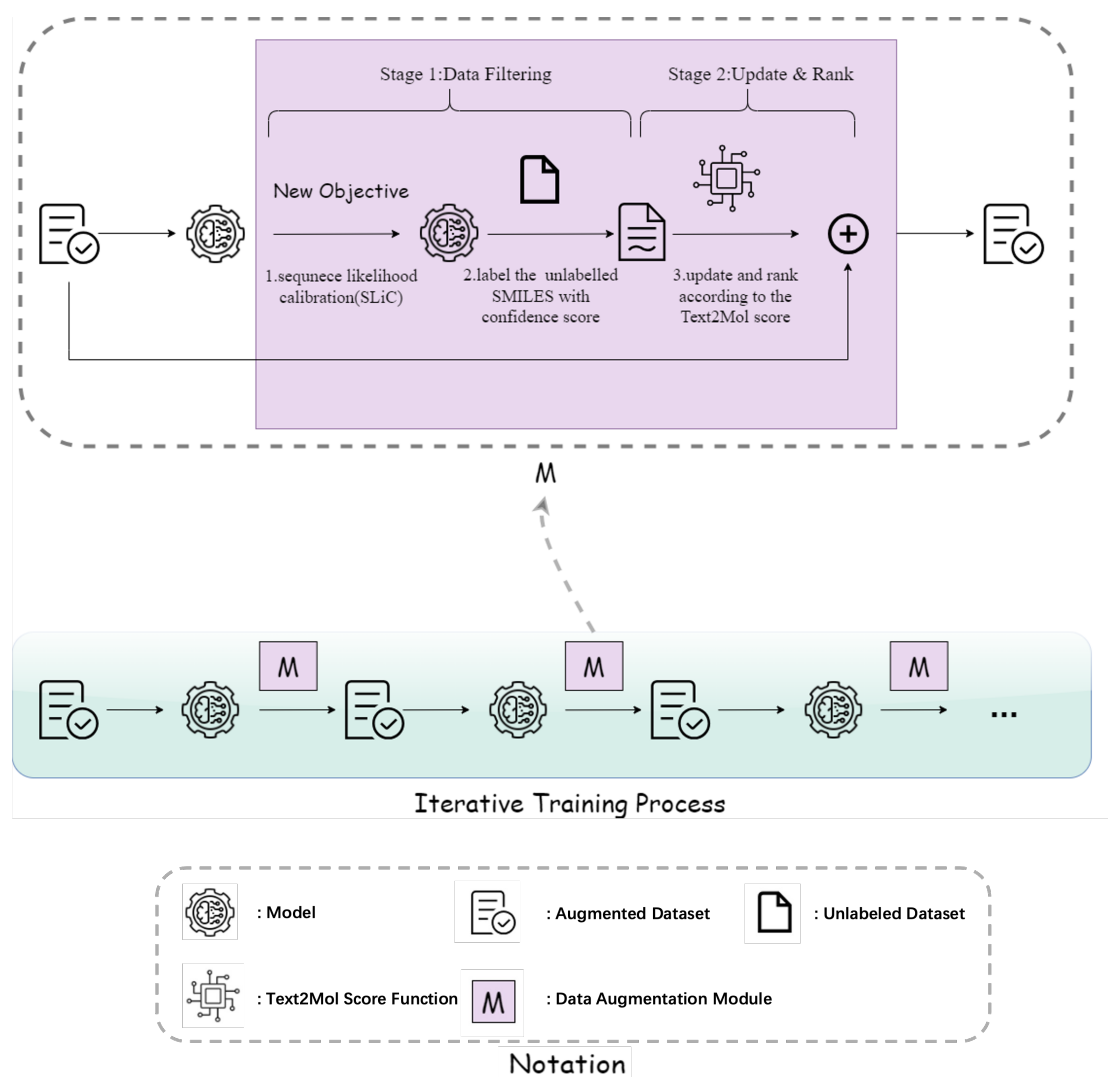 Stage 1:Data Filtering
Stage 2:Update & Rank
New Objective
1.sequnece likelihood
calibration(SLiC)
2.label the unlabelled
SMILES with
confidence score
3.update and rank
according to the
Text2Mol score
M
M
M
M
...
Iterative Training Process
: Model
: Augmented Dataset
: Unlabeled Dataset
: Text2Mol Score Function
M
: Data Augmentation Module
Notation